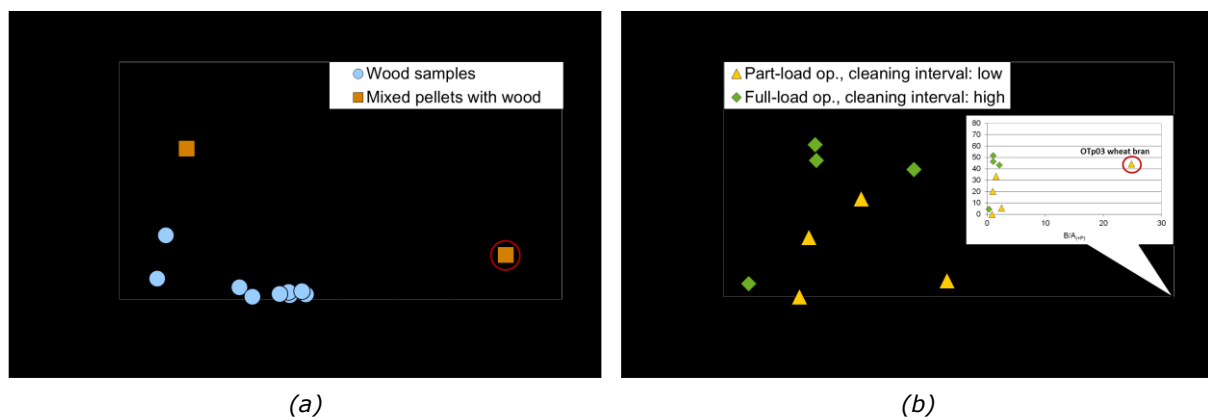 Wood samples
Mixed pellets with wood
Part-load op., cleaning interval: low
Full-load op., cleaning interval: high
80
70
60
50
40
30
20
10
0
OTp03 wheat bran
0
10
20
30
B/A(+P)
(a)
(b)